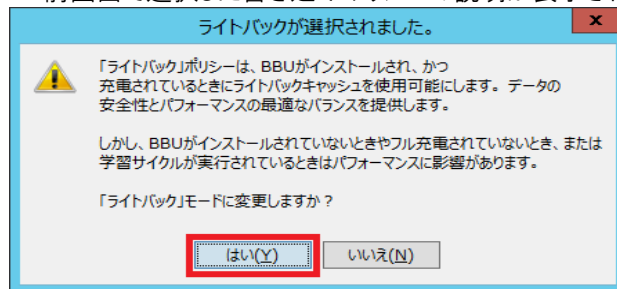 ライトバックが選択されました。
x
「ライトバック」ポリシーは、BBUがインストールされ、かつ
充電されているときにライトバックキャッシュを使用可能にします。データの
安全性とパフォーマンスの最適なバランスを提供します。
しかし、BBUがインストールされていないときやフル充電されていないとき、または
学習サイクルが実行されているときはパフォーマンスに影響があります。
「ライトバック」モードに変更しますか?
はい(Y)
いいえ(N)